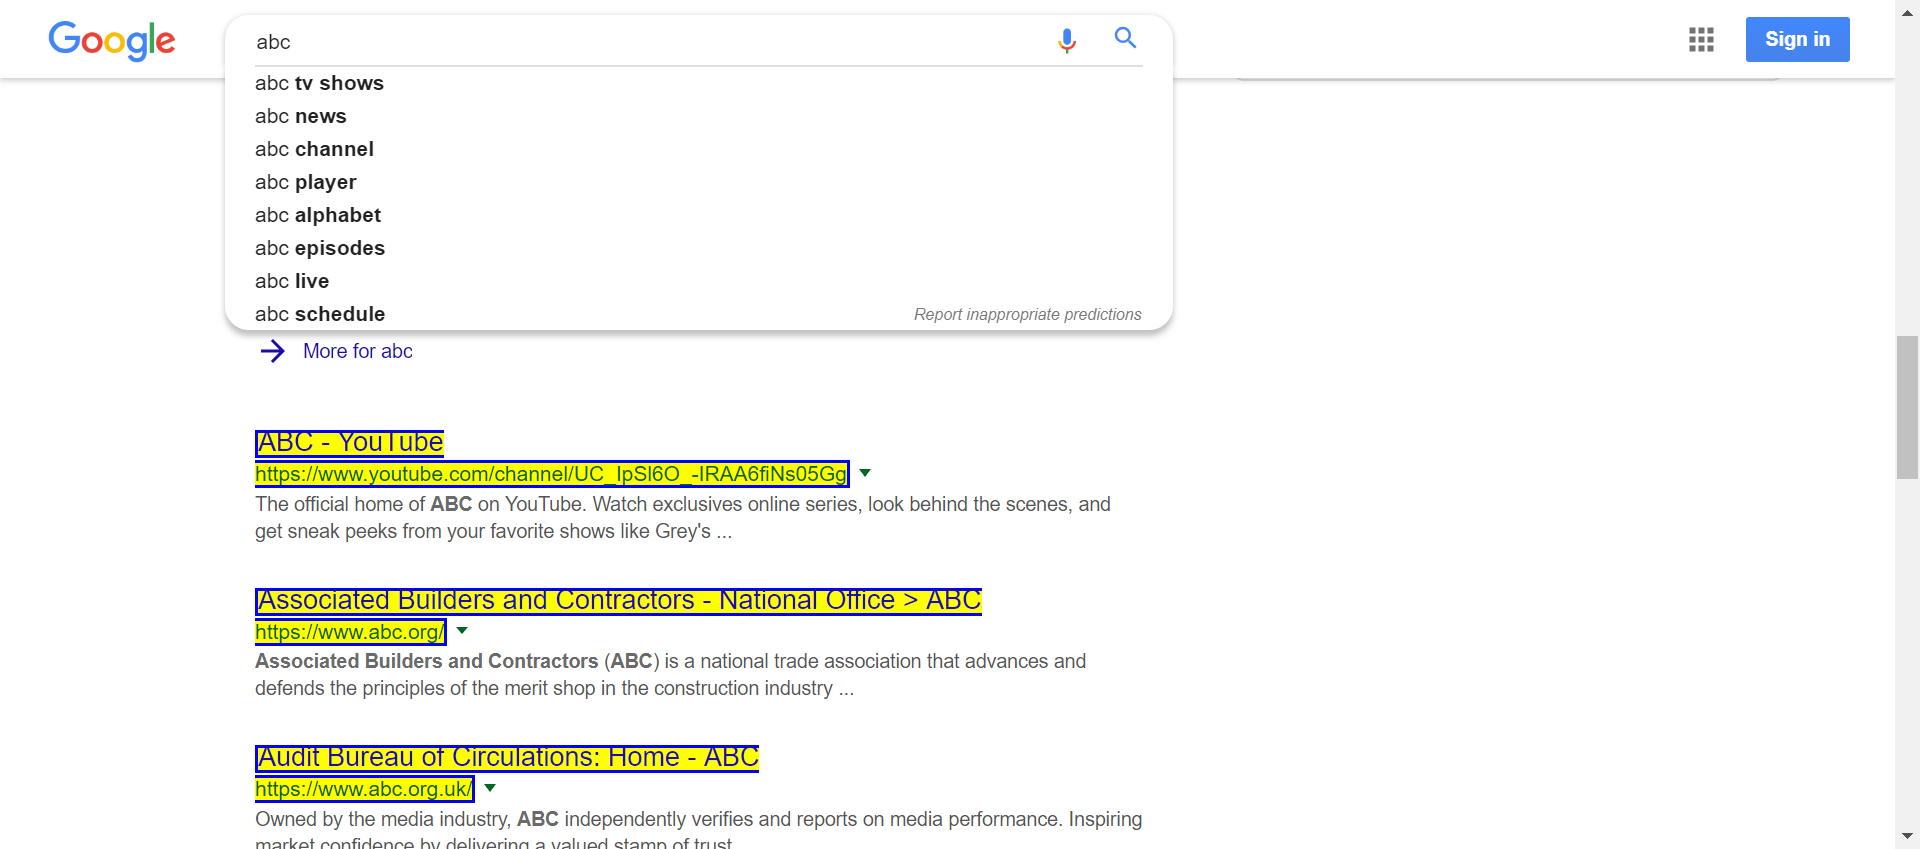 Google
abc
Sign in
abc tv shows
abc news
abc channel
abc player
abc alphabet
abc episodes
abc live
abc schedule
Report inappropriate predictions
More for abc
ABC - YouTube
https://www.youtube.com/channel/UC_IpSl6O_-IRAA6fiNs05Gg
The official home of ABC on YouTube. Watch exclusives online series, look behind the scenes, and
get sneak peeks from your favorite shows like Grey's ...
Associated Builders and Contractors - National Office > ABC
https://www.abc.org/
Associated Builders and Contractors (ABC) is a national trade association that advances and
defends the principles of the merit shop in the construction industry ...
Audit Bureau of Circulations: Home - ABC
https://www.abc.org.uk/
Owned by the media industry, ABC independently verifies and reports on media performance. Inspiring
market confidence by delivering a valued stamp of trust.